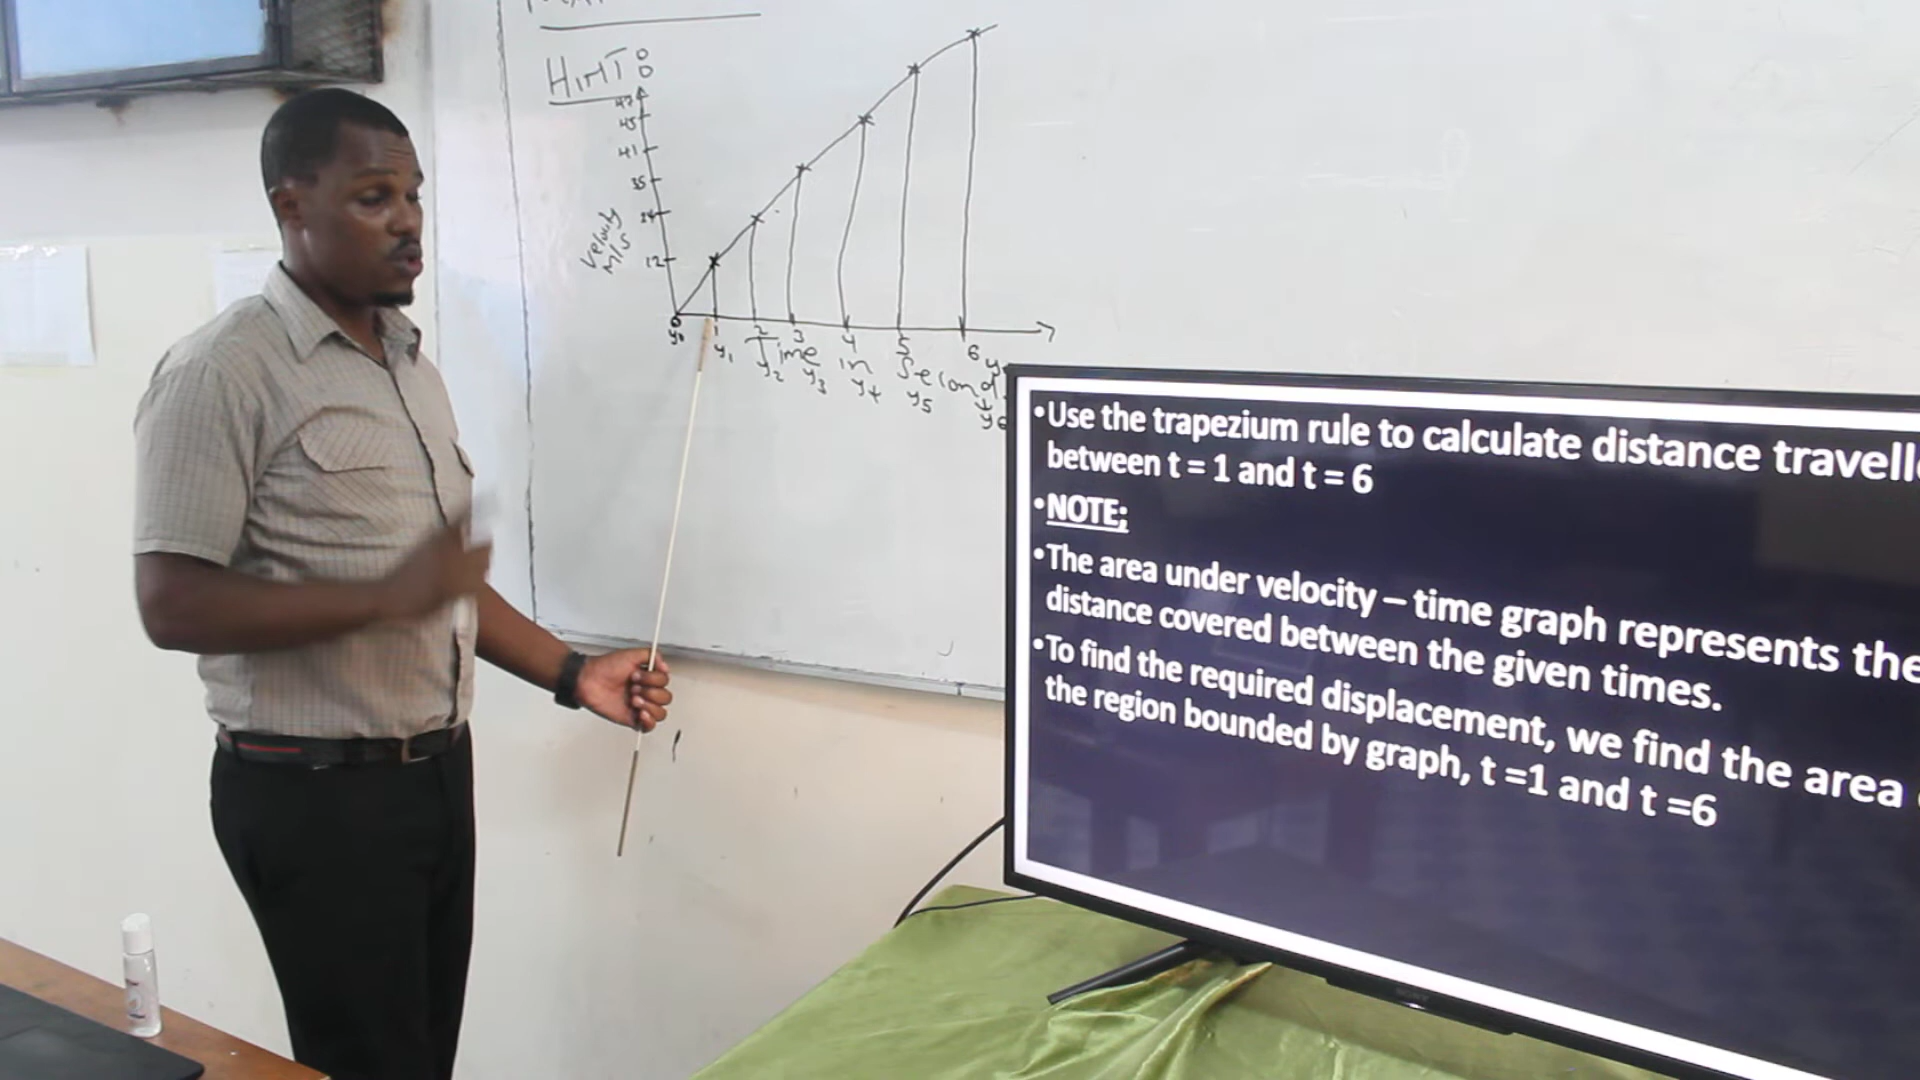 HINT:
47
45
41
35
24
12
Velocity
M/S
0 1 2 3 4 5 6
Time in Second
y₀ y₁ y₂ y₃ y₄ y₅ y₆
•Use the trapezium rule to calculate distance
between t = 1 and t = 6
•NOTE;
•The area under velocity – time graph represents the
distance covered between the given times.
•To find the required displacement, we find the area
the region bounded by graph, t =1 and t =6
SONY